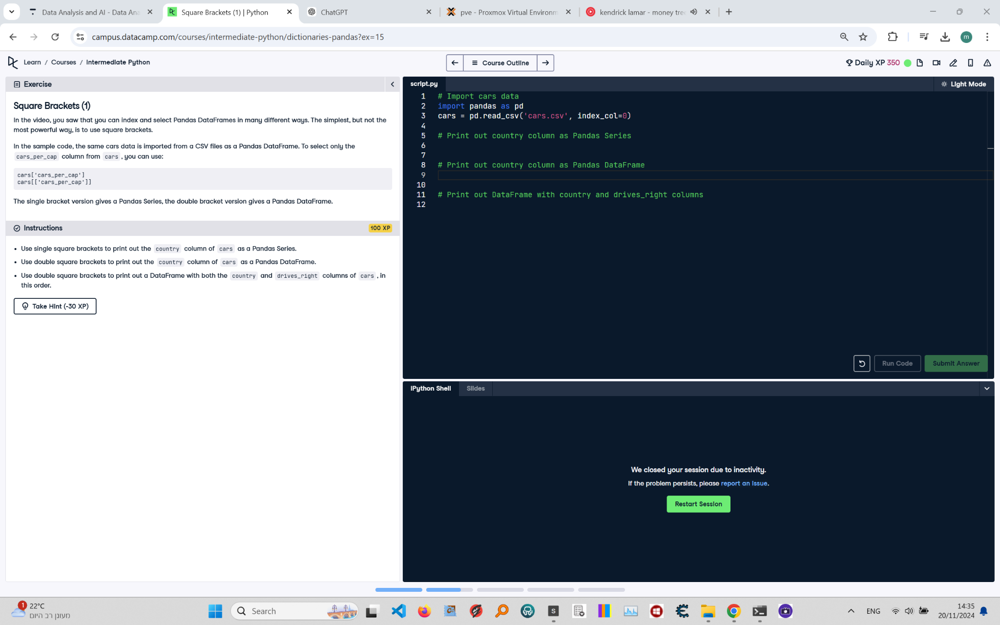 Data Analysis and AI - Data Ana
Square Brackets (1) | Python
ChatGPT
pve - Proxmox Virtual Environm
kendrick lamar - money tre
campus.datacamp.com/courses/intermediate-python/dictionaries-pandas?ex=15
m
Learn / Courses / Intermediate Python
Course Outline
Daily XP 350
Exercise
Square Brackets (1)
In the video, you saw that you can index and select Pandas DataFrames in many different ways. The simplest, but not the
most powerful way, is to use square brackets.
In the sample code, the same cars data is imported from a CSV files as a Pandas DataFrame. To select only the
cars_per_cap column from cars , you can use:
cars['cars_per_cap']
cars[['cars_per_cap']]
The single bracket version gives a Pandas Series, the double bracket version gives a Pandas DataFrame.
Instructions
100 XP
• Use single square brackets to print out the country column of cars as a Pandas Series.
• Use double square brackets to print out the country column of cars as a Pandas DataFrame.
• Use double square brackets to print out a DataFrame with both the country and drives_right columns of cars , in
this order.
Take Hint (-30 XP)
script.py
Light Mode
1 # Import cars data
2 import pandas as pd
3 cars = pd.read_csv('cars.csv', index_col=0)
4
5 # Print out country column as Pandas Series
6
7
8 # Print out country column as Pandas DataFrame
9
10
11 # Print out DataFrame with country and drives_right columns
12
Run Code
Submit Answer
IPython Shell
Slides
We closed your session due to inactivity.
If the problem persists, please report an issue.
Restart Session
1
22°C
מעונן רב היום
Search
S
ENG
14:35
20/11/2024